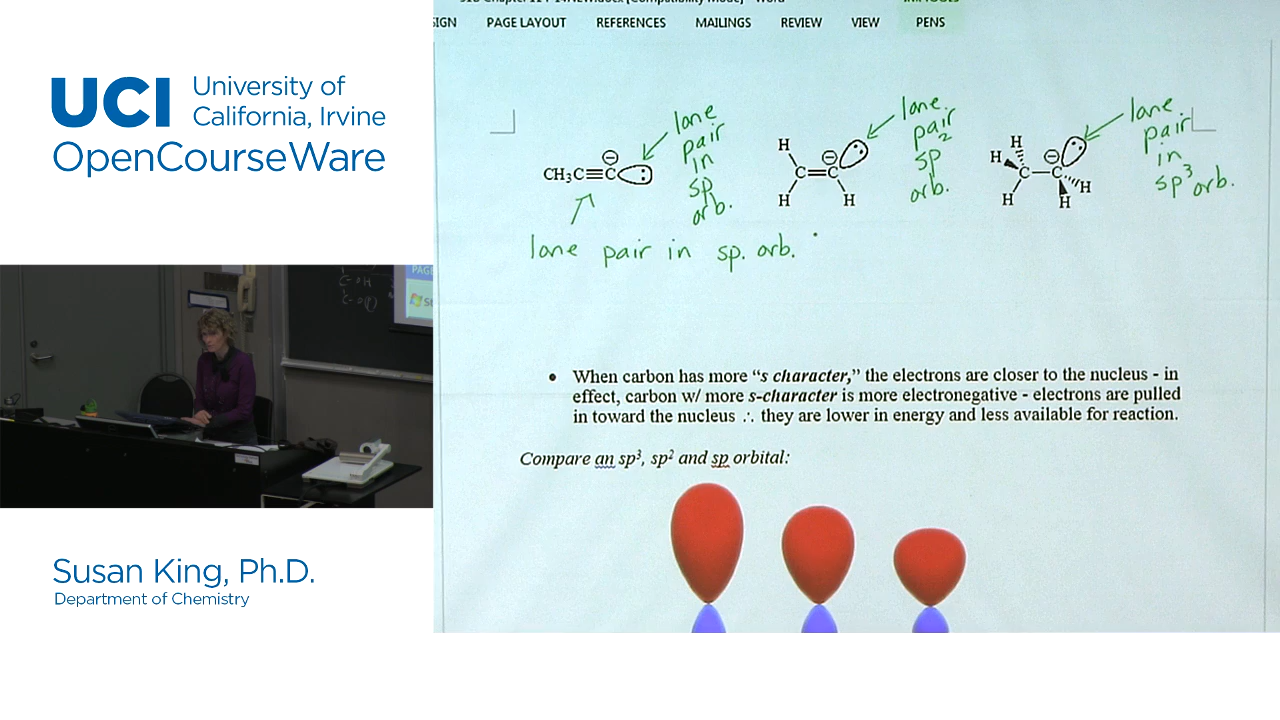 UCI University of
California, Irvine
OpenCourseWare
PAGE LAYOUT REFERENCES MAILINGS REVIEW VIEW PENS
lone
pair
in
sp
orb.
lone
pair
sp2
orb.
lone
pair
in
sp3 orb.
CH3C≡C ⊖ :
H C=C ⊖ : H H
H H C—C ⊖ : H H H
lone pair in sp. orb.
• When carbon has more “s character,” the electrons are closer to the nucleus - in
effect, carbon w/ more s-character is more electronegative - electrons are pulled
in toward the nucleus ∴ they are lower in energy and less available for reaction.
Compare an sp3, sp2 and sp orbital:
Susan King, Ph.D.
Department of Chemistry